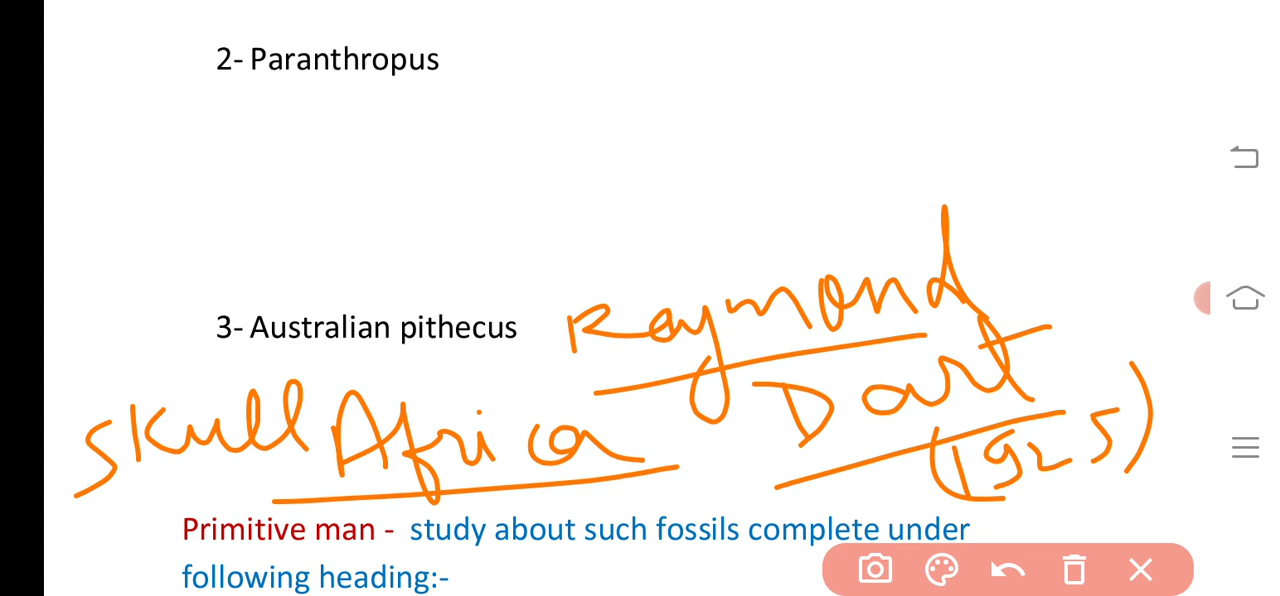 2- Paranthropus
3- Australian pithecus
Raymond
Dart
Skull Africa
(1925)
Primitive man - study about such fossils complete under
following heading:-